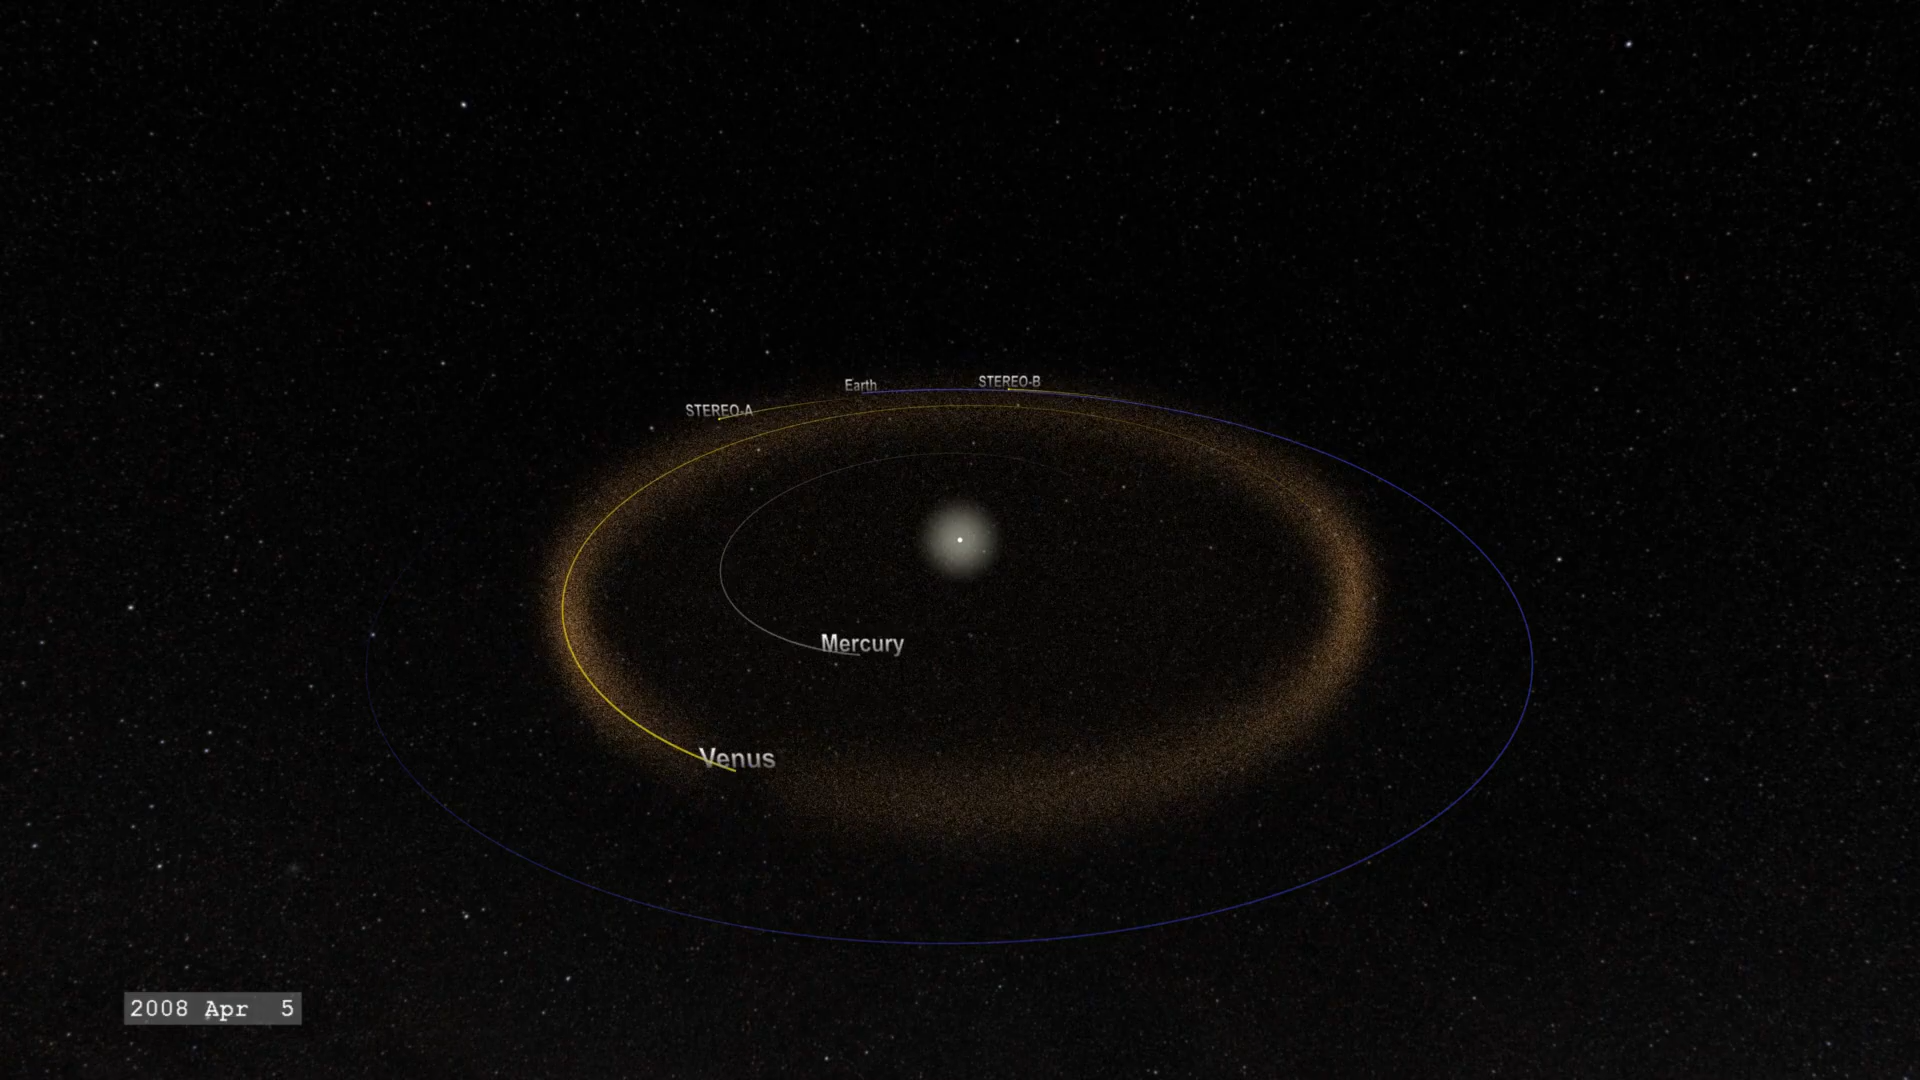 STEREO-B
Earth
STEREO-A
Mercury
Venus
2008 Apr  5